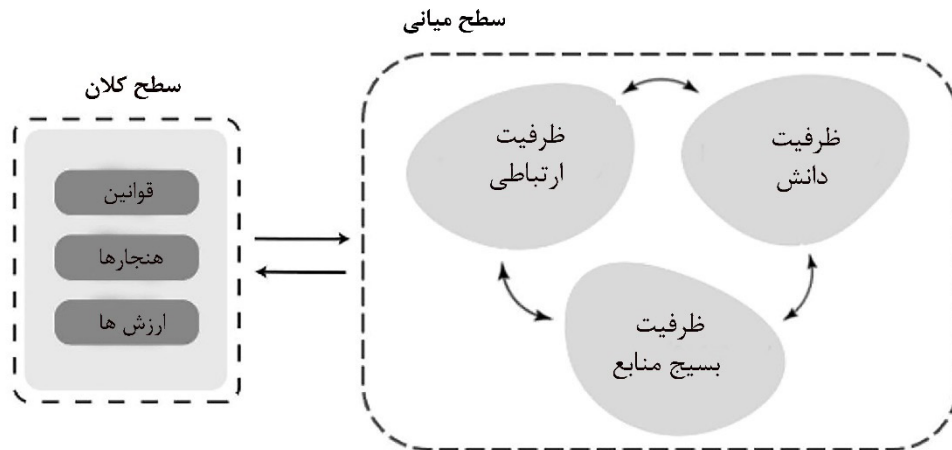 سطح میانی
سطح کلان
ظرفیت
دانش
ظرفیت
ارتباطی
ظرفیت
بسیج منابع
قوانین
هنجارها
ارزش ها